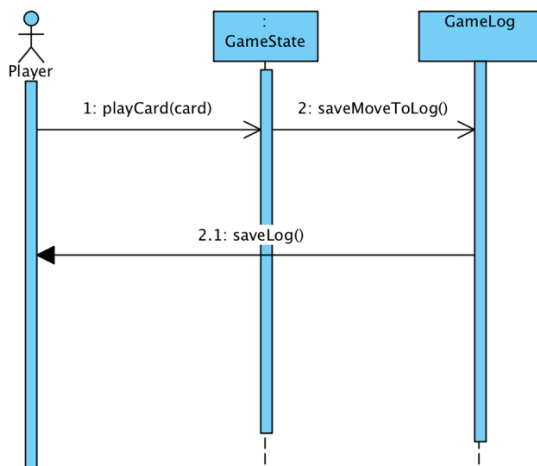 :
GameState
GameLog
Player
1: playCard(card)
2: saveMoveToLog()
2.1: saveLog()